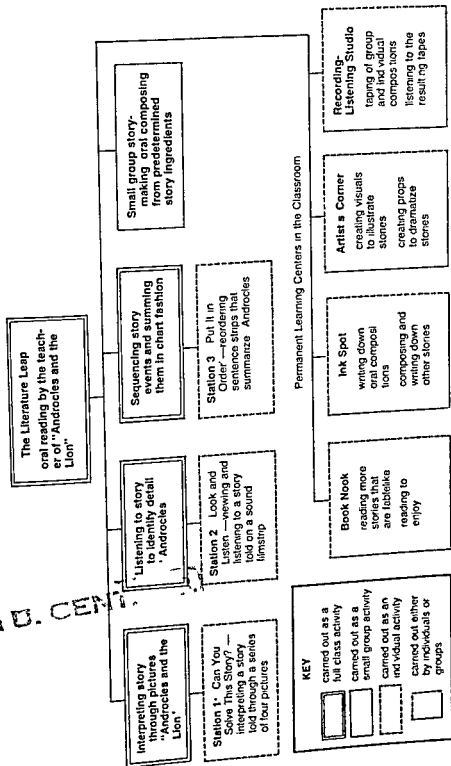 The Literature Leap
oral reading by the teach-
er of "Androcles and the
Lion"
Interpreting story
through pictures
"Androcles and the
Lion"
Listening to story
to identify detail
Androcles
Sequencing story
events and summing
them in chart fashion
Small group story-
making oral composing
from predetermined
story ingredients
Station 1 Can You
Solve This Story? —
interpreting a story
told through a series
of four pictures
Station 2 Look and
Listen — viewing and
listening to a story
told on a sound
filmstrip
Station 3 Put It in
Order —reordering
sentence strips that
summarize Androcles
Permanent Learning Centers in the Classroom
Book Nook
reading more
stories that
are fablelike
reading to
enjoy
Ink Spot
writing down
oral composi
tions
composing and
writing down
other stories
Artist s Corner
creating visuals
to illustrate
stories
creating props
to dramatize
stories
Recording-
Listening Studio
taping of group
and individual
compositions
listening to the
resulting tapes
KEY
carried out as a
full class activity
carried out as a
small group activity
carried out as an
individual activity
carried out either
by individuals or
groups